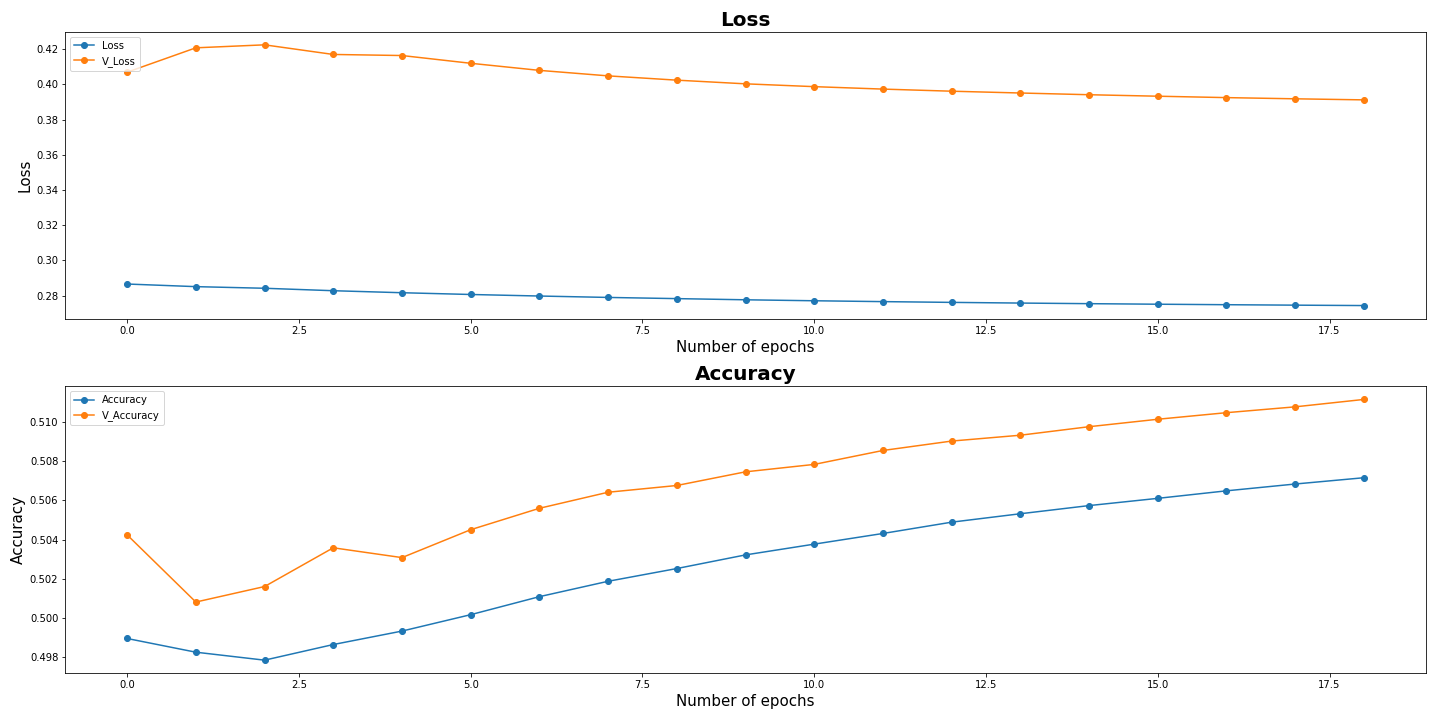 Loss
Loss
V_Loss
0.42
0.40
0.38
0.36
0.34
0.32
0.30
0.28
Loss
0.0 2.5 5.0 7.5 10.0 12.5 15.0 17.5
Number of epochs
Accuracy
Accuracy
V_Accuracy
0.510
0.508
0.506
0.504
0.502
0.500
0.498
Accuracy
0.0 2.5 5.0 7.5 10.0 12.5 15.0 17.5
Number of epochs